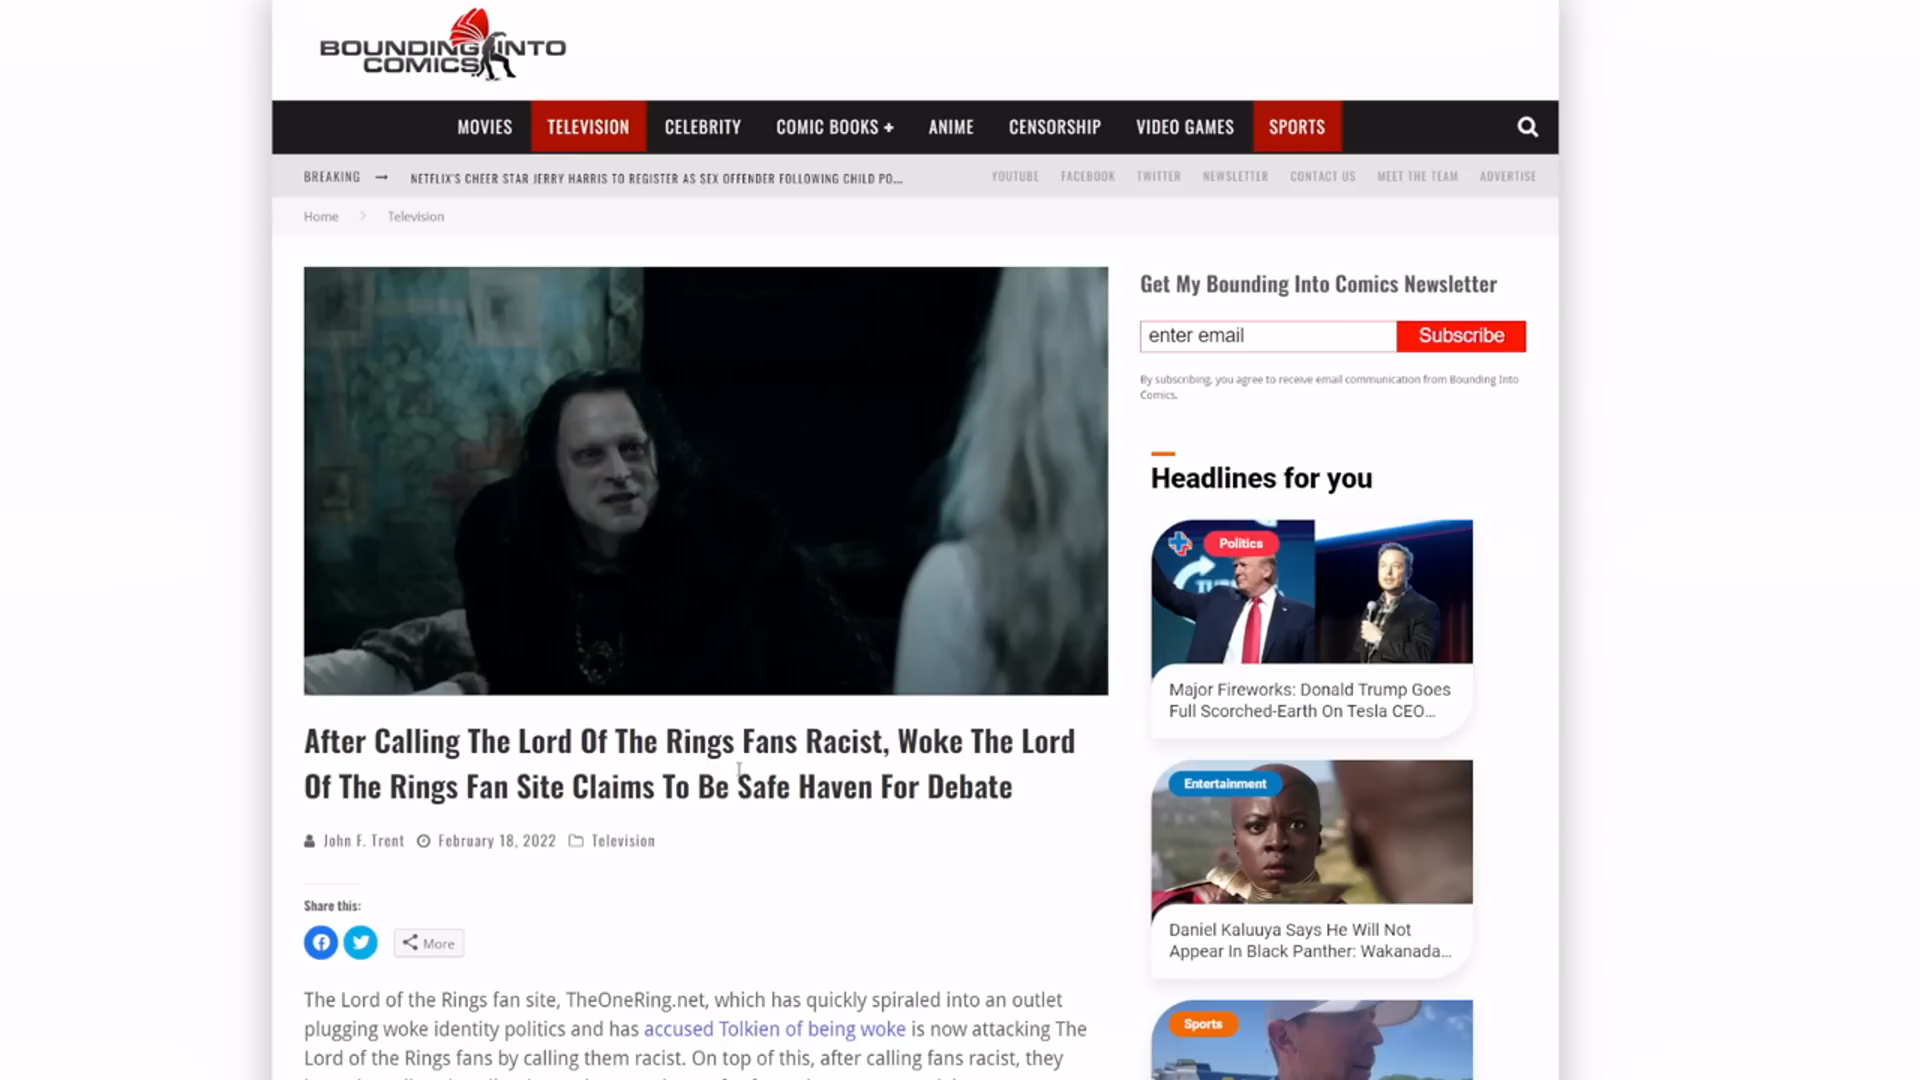 BOUNDING INTO
COMICS
MOVIES TELEVISION CELEBRITY COMIC BOOKS + ANIME CENSORSHIP VIDEO GAMES SPORTS
BREAKING → NETFLIX'S CHEER STAR JERRY HARRIS TO REGISTER AS SEX OFFENDER FOLLOWING CHILD PO... YOUTUBE FACEBOOK TWITTER NEWSLETTER CONTACT US MEET THE TEAM ADVERTISE
Home > Television
Get My Bounding Into Comics Newsletter
enter email Subscribe
By subscribing, you agree to receive email communication from Bounding Into
Comics.
Headlines for you
Politics
Major Fireworks: Donald Trump Goes
Full Scorched-Earth On Tesla CEO...
Entertainment
Daniel Kaluuya Says He Will Not
Appear In Black Panther: Wakanada...
Sports
After Calling The Lord Of The Rings Fans Racist, Woke The Lord
Of The Rings Fan Site Claims To Be Safe Haven For Debate
John F. Trent February 18, 2022 Television
Share this:
More
The Lord of the Rings fan site, TheOneRing.net, which has quickly spiraled into an outlet
plugging woke identity politics and has accused Tolkien of being woke is now attacking The
Lord of the Rings fans by calling them racist. On top of this, after calling fans racist, they